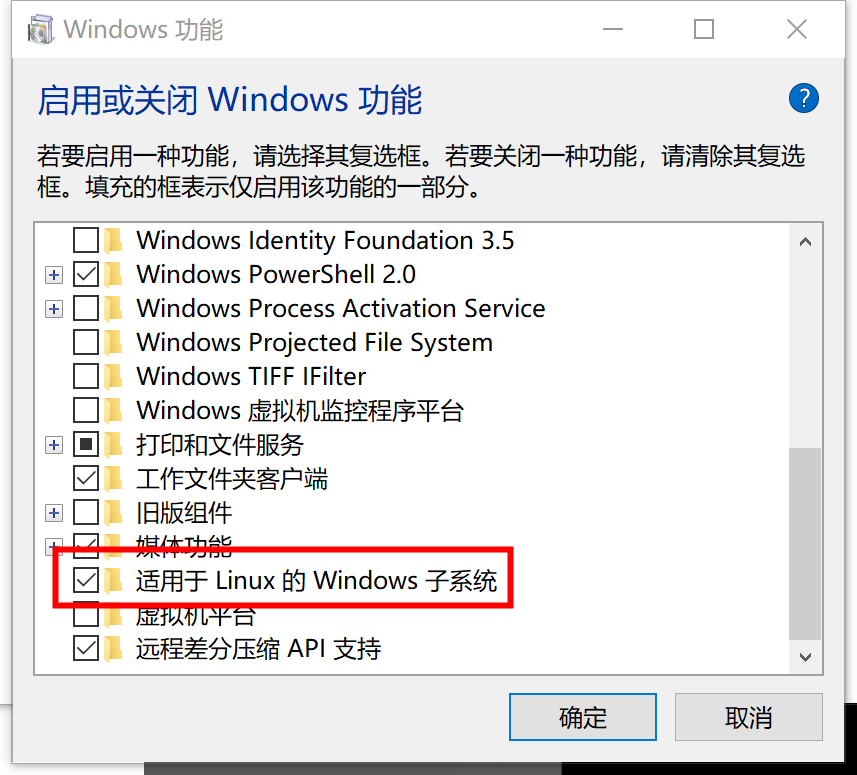 Windows 功能
启用或关闭 Windows 功能
?
若要启用一种功能，请选择其复选框。若要关闭一种功能，请清除其复选
框。填充的框表示仅启用该功能的一部分。
Windows Identity Foundation 3.5
Windows PowerShell 2.0
Windows Process Activation Service
Windows Projected File System
Windows TIFF IFilter
Windows 虚拟机监控程序平台
打印和文件服务
工作文件夹客户端
旧版组件
媒体功能
适用于 Linux 的 Windows 子系统
虚拟机平台
远程差分压缩 API 支持
确定
取消